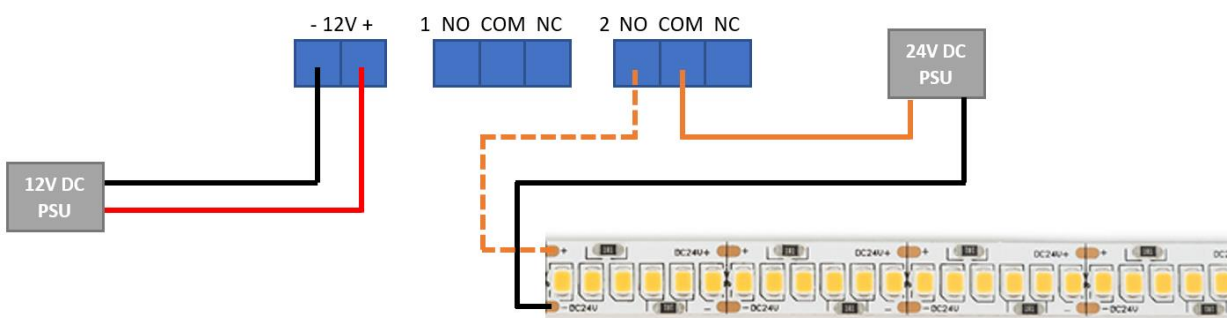 - 12V +
1 NO COM NC
2 NO COM NC
24V DC
PSU
12V DC
PSU
+
DC24V+
+
DC24V+
+
DC24V+
+
-DC24V
-
-DC24V
-
-DC24V
-
-DC24V